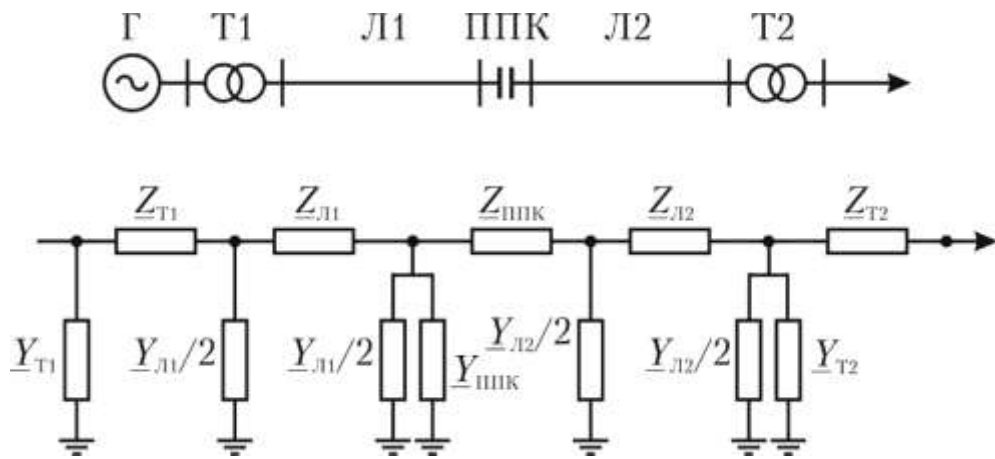 Г Т1 Л1 ППК Л2 Т2
Z_Т1 Z_Л1 Z_ППК Z_Л2 Z_Т2
Y_Т1 Y_Л1/2 Y_Л1/2 Y_ППК Y_Л2/2 Y_Л2/2 Y_Т2